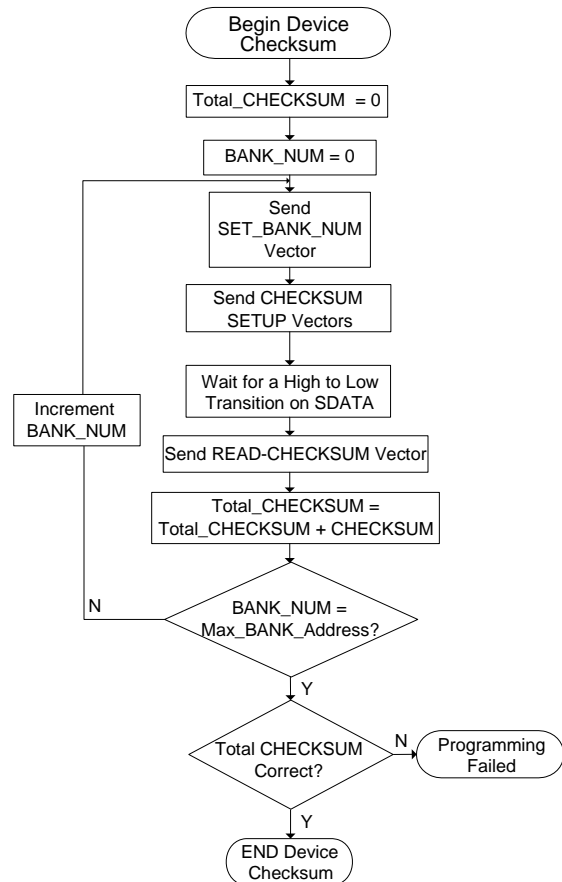 Begin Device
Checksum
Total_CHECKSUM = 0
BANK_NUM = 0
Send
SET_BANK_NUM
Vector
Send CHECKSUM
SETUP Vectors
Wait for a High to Low
Transition on SDATA
Increment
BANK_NUM
Send READ-CHECKSUM Vector
Total_CHECKSUM =
Total_CHECKSUM + CHECKSUM
N
BANK_NUM =
Max_BANK_Address?
Y
Total CHECKSUM
Correct?
N
Programming
Failed
Y
END Device
Checksum